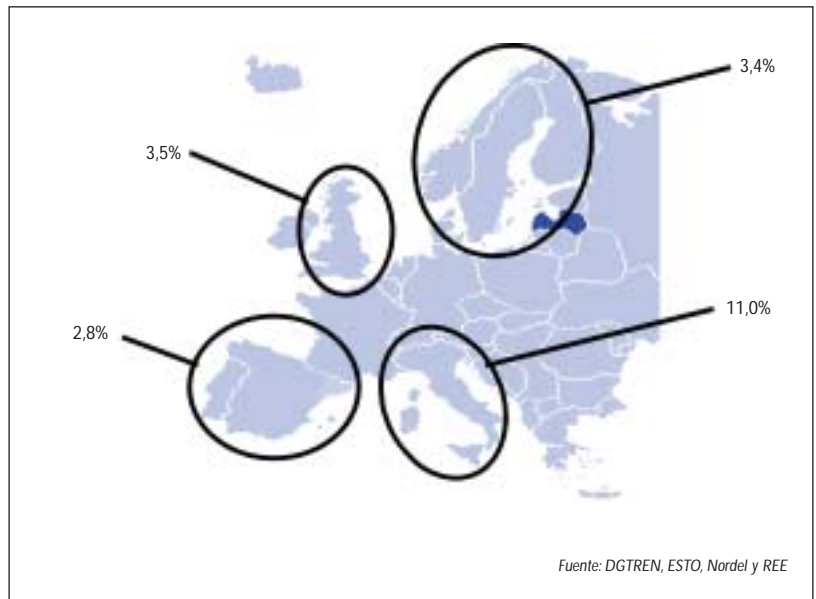 3,4%
3,5%
11,0%
2,8%
Fuente: DGTREN, ESTO, Nordel y REE